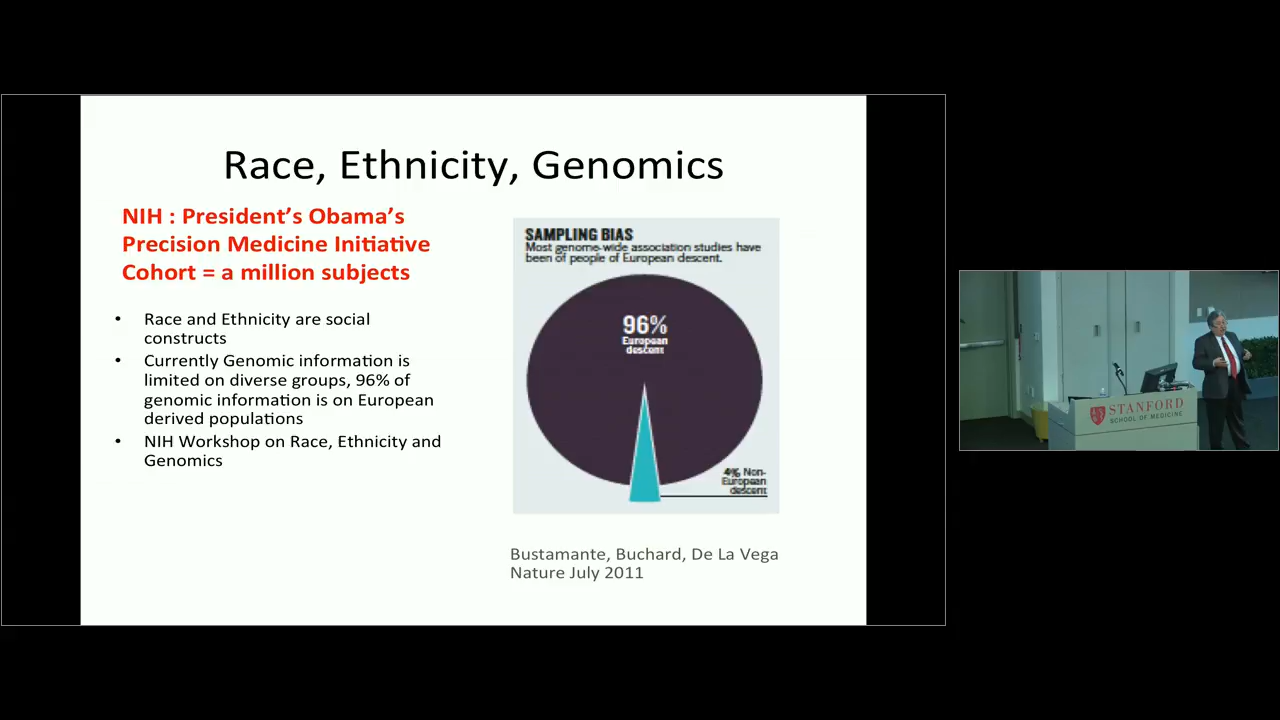 Race, Ethnicity, Genomics
NIH : President's Obama's
Precision Medicine Initiative
Cohort = a million subjects
• Race and Ethnicity are social
constructs
• Currently Genomic information is
limited on diverse groups, 96% of
genomic information is on European
derived populations
• NIH Workshop on Race, Ethnicity and
Genomics
SAMPLING BIAS
Most genome-wide association studies have
been of people of European descent.
96%
European
descent
4% Non-
European
descent
Bustamante, Buchard, De La Vega
Nature July 2011
STANFORD
SCHOOL OF MEDICINE